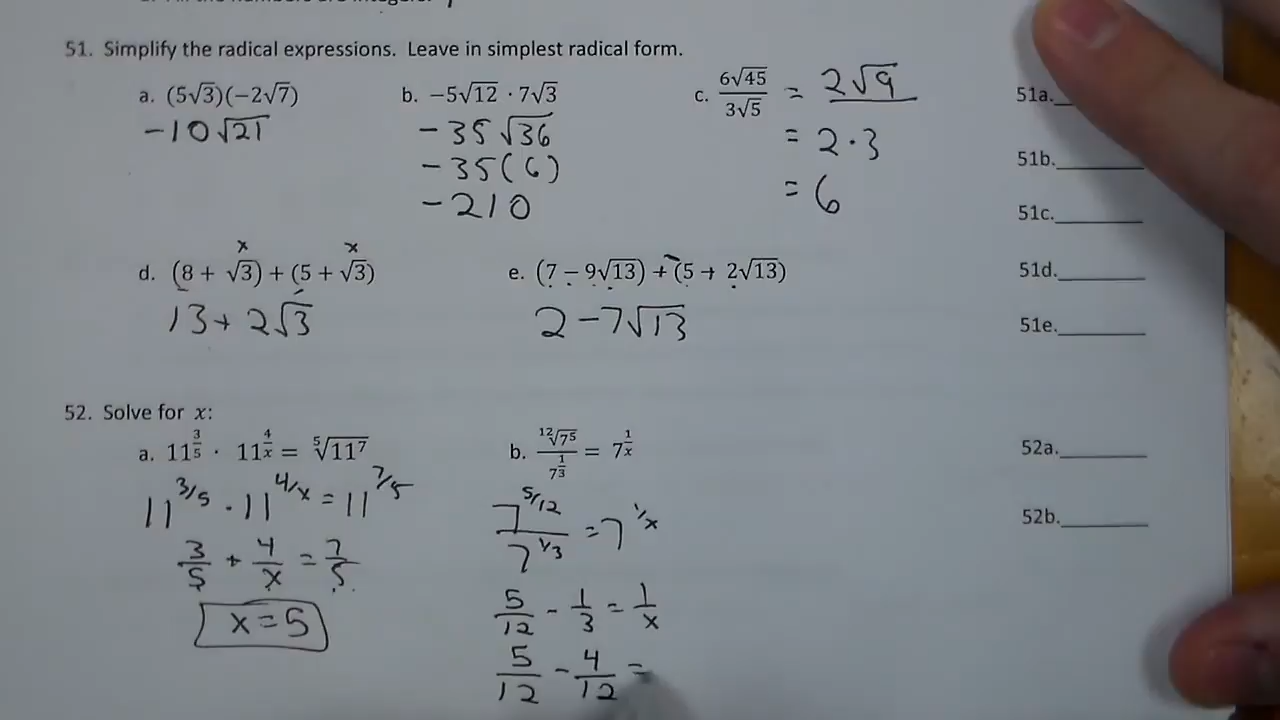 51. Simplify the radical expressions. Leave in simplest radical form.
a. (5√3)(−2√7)
-10√21
b. −5√12 · 7√3
-35√36
-35(6)
-210
c. 6√45 / 3√5 = 2√9
= 2·3
= 6
51a.
51b.
51c.
d. (8 + √3) + (5 + √3)
x x
13+ 2√3
e. (7 − 9√13) + (5 + 2√13)
2 -7√13
51d.
51e.
52. Solve for x:
a. 11^(3/5) · 11^(4/x) = ⁵√11⁷
11^(3/5) · 11^(4/x) = 11^(7/5)
3/5 + 4/x = 7/5
x=5
b. ¹²√7⁵ / 7^(1/3) = 7^(1/x)
7^(5/12) / 7^(1/3) = 7^(1/x)
5/12 - 1/3 = 1/x
5/12 - 4/12 =
52a.
52b.